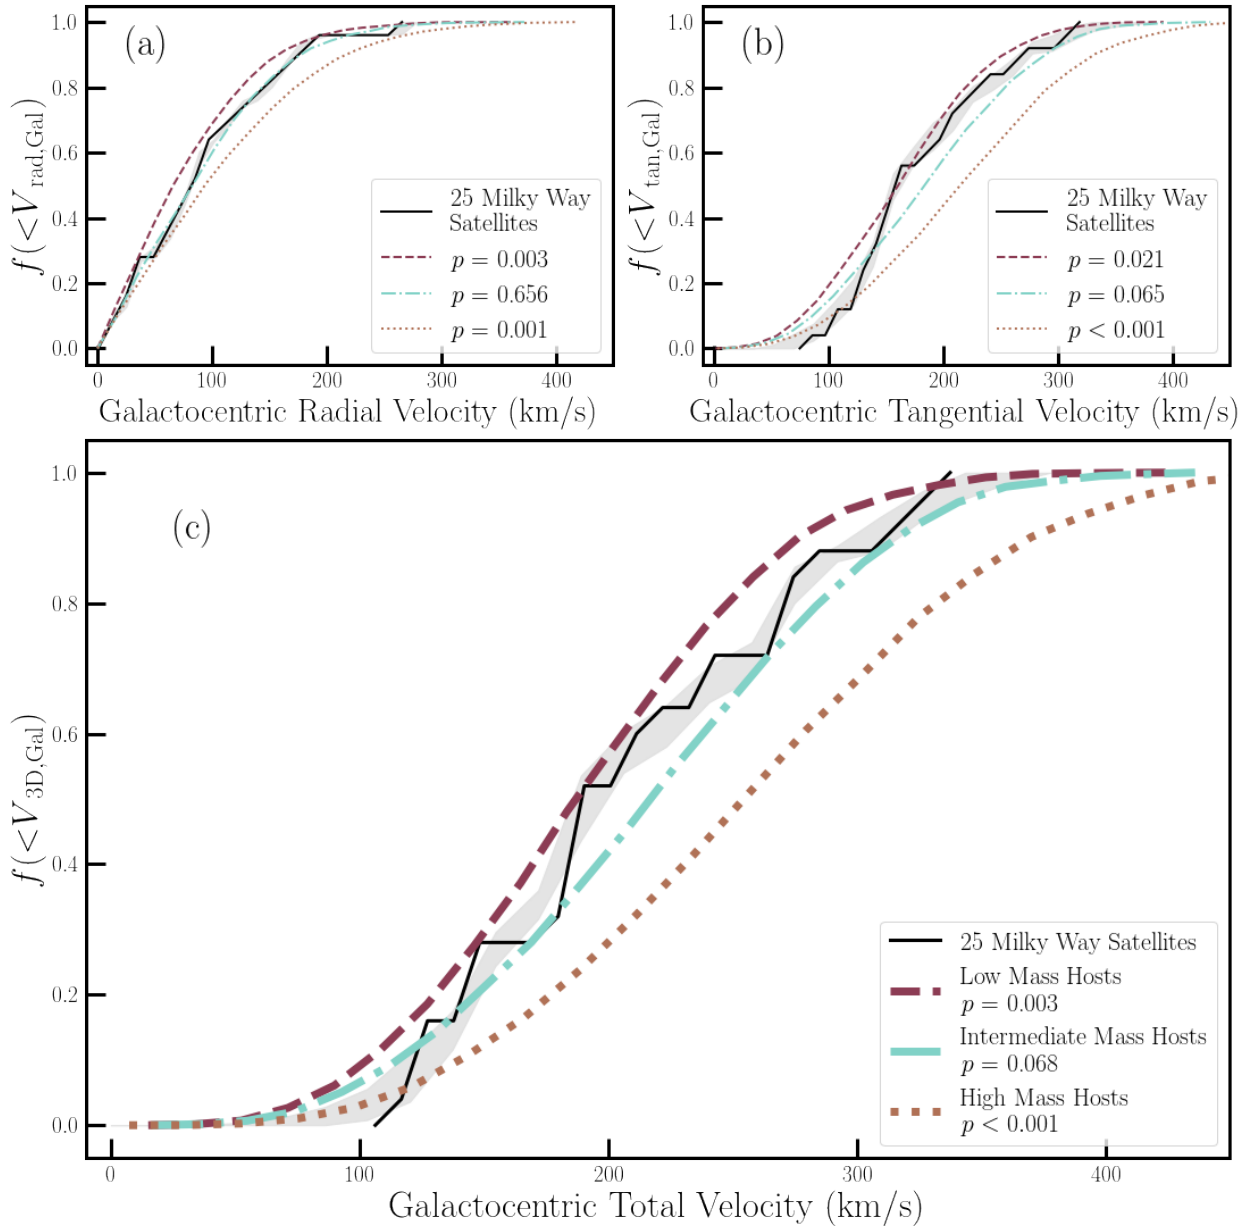 (a)
1.0
0.8
0.6
0.4
0.2
0.0
f(<V_rad,Gal)
25 Milky Way
Satellites
p = 0.003
p = 0.656
p = 0.001
0 100 200 300 400
Galactocentric Radial Velocity (km/s)
(b)
1.0
0.8
0.6
0.4
0.2
0.0
f(<V_tan,Gal)
25 Milky Way
Satellites
p = 0.021
p = 0.065
p < 0.001
0 100 200 300 400
Galactocentric Tangential Velocity (km/s)
(c)
1.0
0.8
0.6
0.4
0.2
0.0
f(<V_3D,Gal)
25 Milky Way Satellites
Low Mass Hosts
p = 0.003
Intermediate Mass Hosts
p = 0.068
High Mass Hosts
p < 0.001
0 100 200 300 400
Galactocentric Total Velocity (km/s)